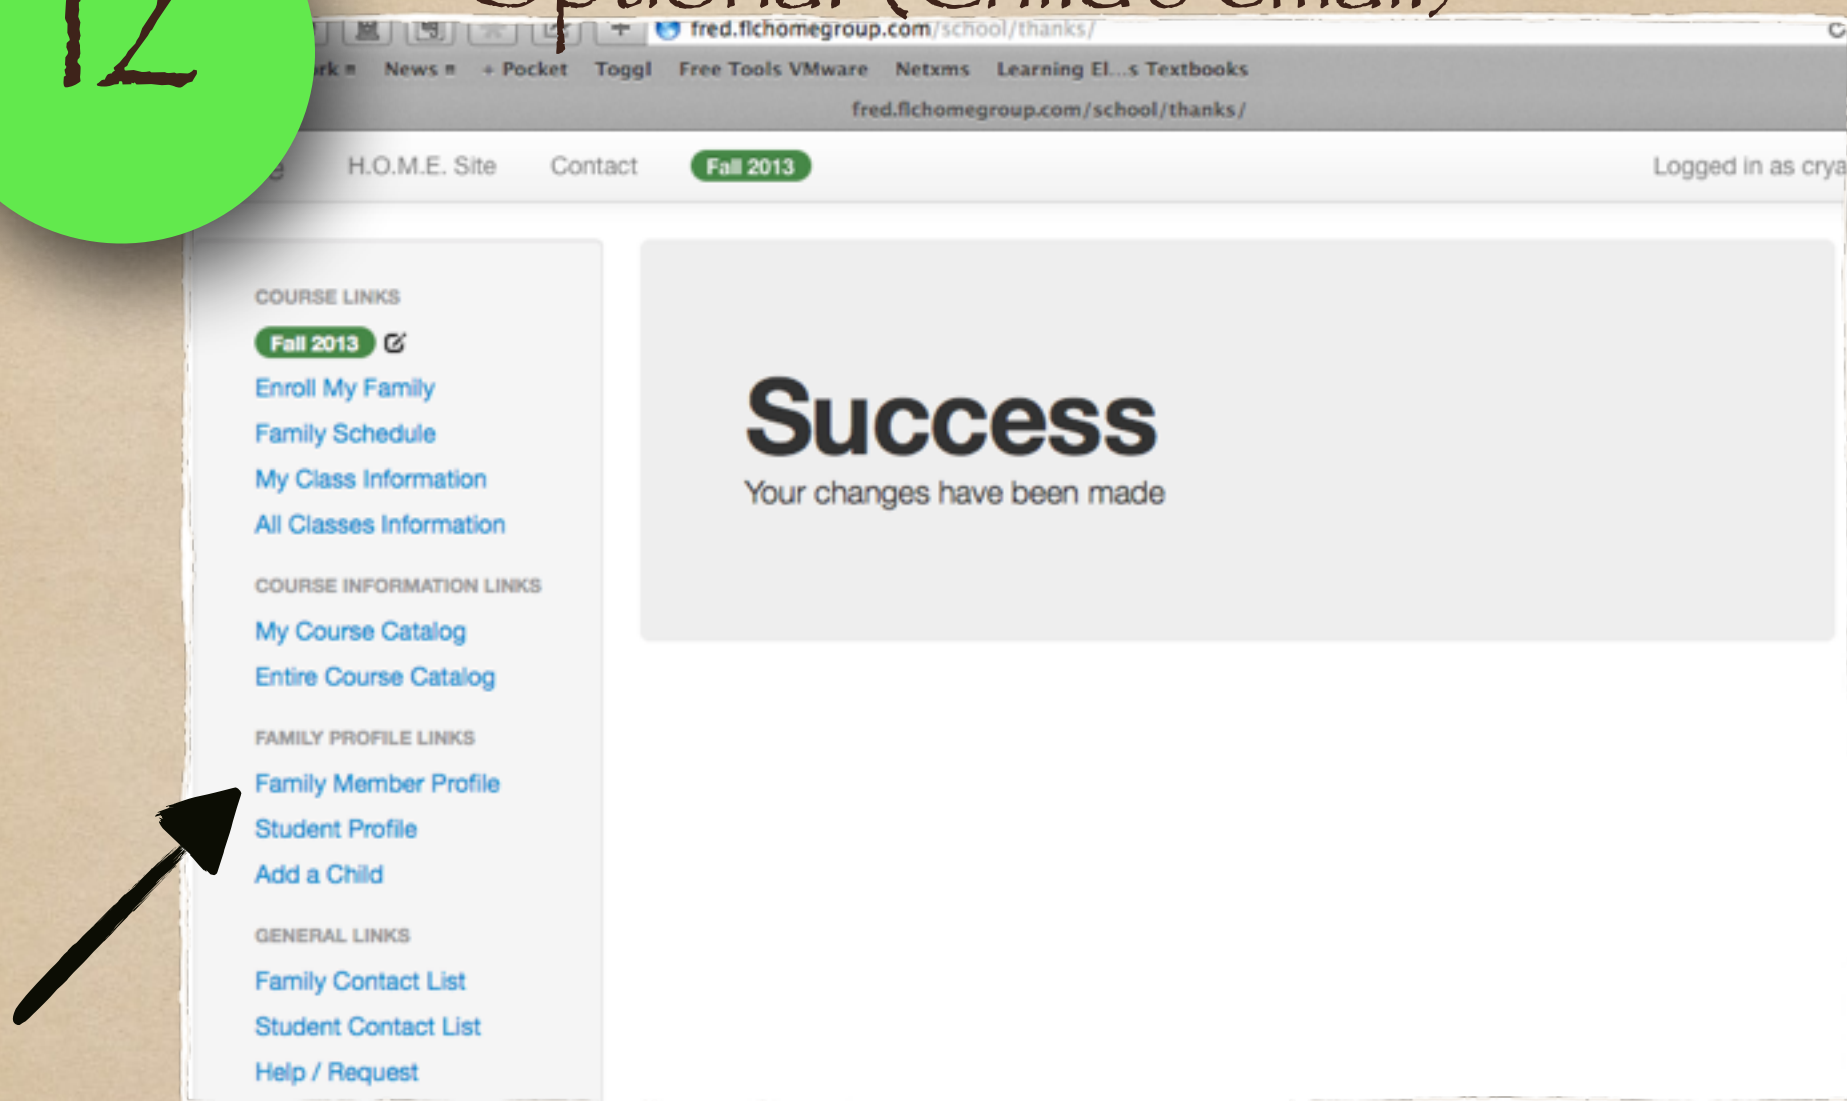 12
Optional (Child's email)
fred.flchomegroup.com/school/thanks/
News + Pocket Toggl Free Tools VMware Netxms Learning El...s Textbooks
fred.flchomegroup.com/school/thanks/
H.O.M.E. Site Contact Fall 2013 Logged in as crya
COURSE LINKS
Fall 2013
Enroll My Family
Family Schedule
My Class Information
All Classes Information
COURSE INFORMATION LINKS
My Course Catalog
Entire Course Catalog
FAMILY PROFILE LINKS
Family Member Profile
Student Profile
Add a Child
GENERAL LINKS
Family Contact List
Student Contact List
Help / Request
Success
Your changes have been made